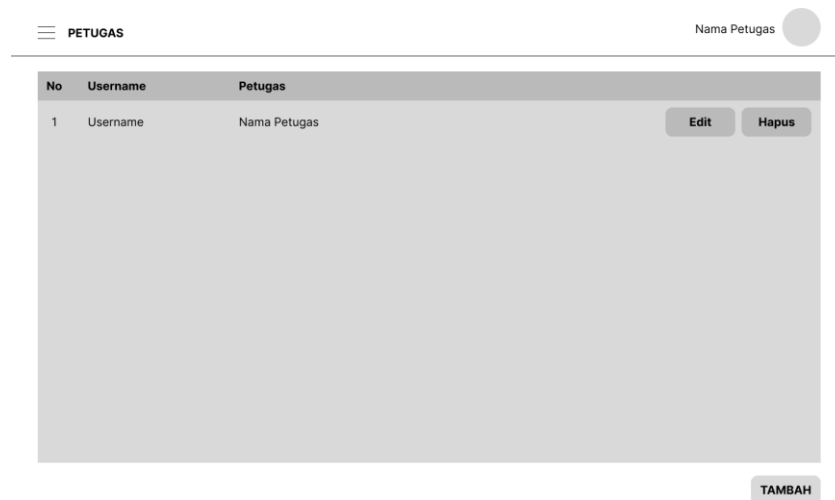 PETUGAS Nama Petugas
No Username Petugas
1 Username Nama Petugas Edit Hapus
TAMBAH